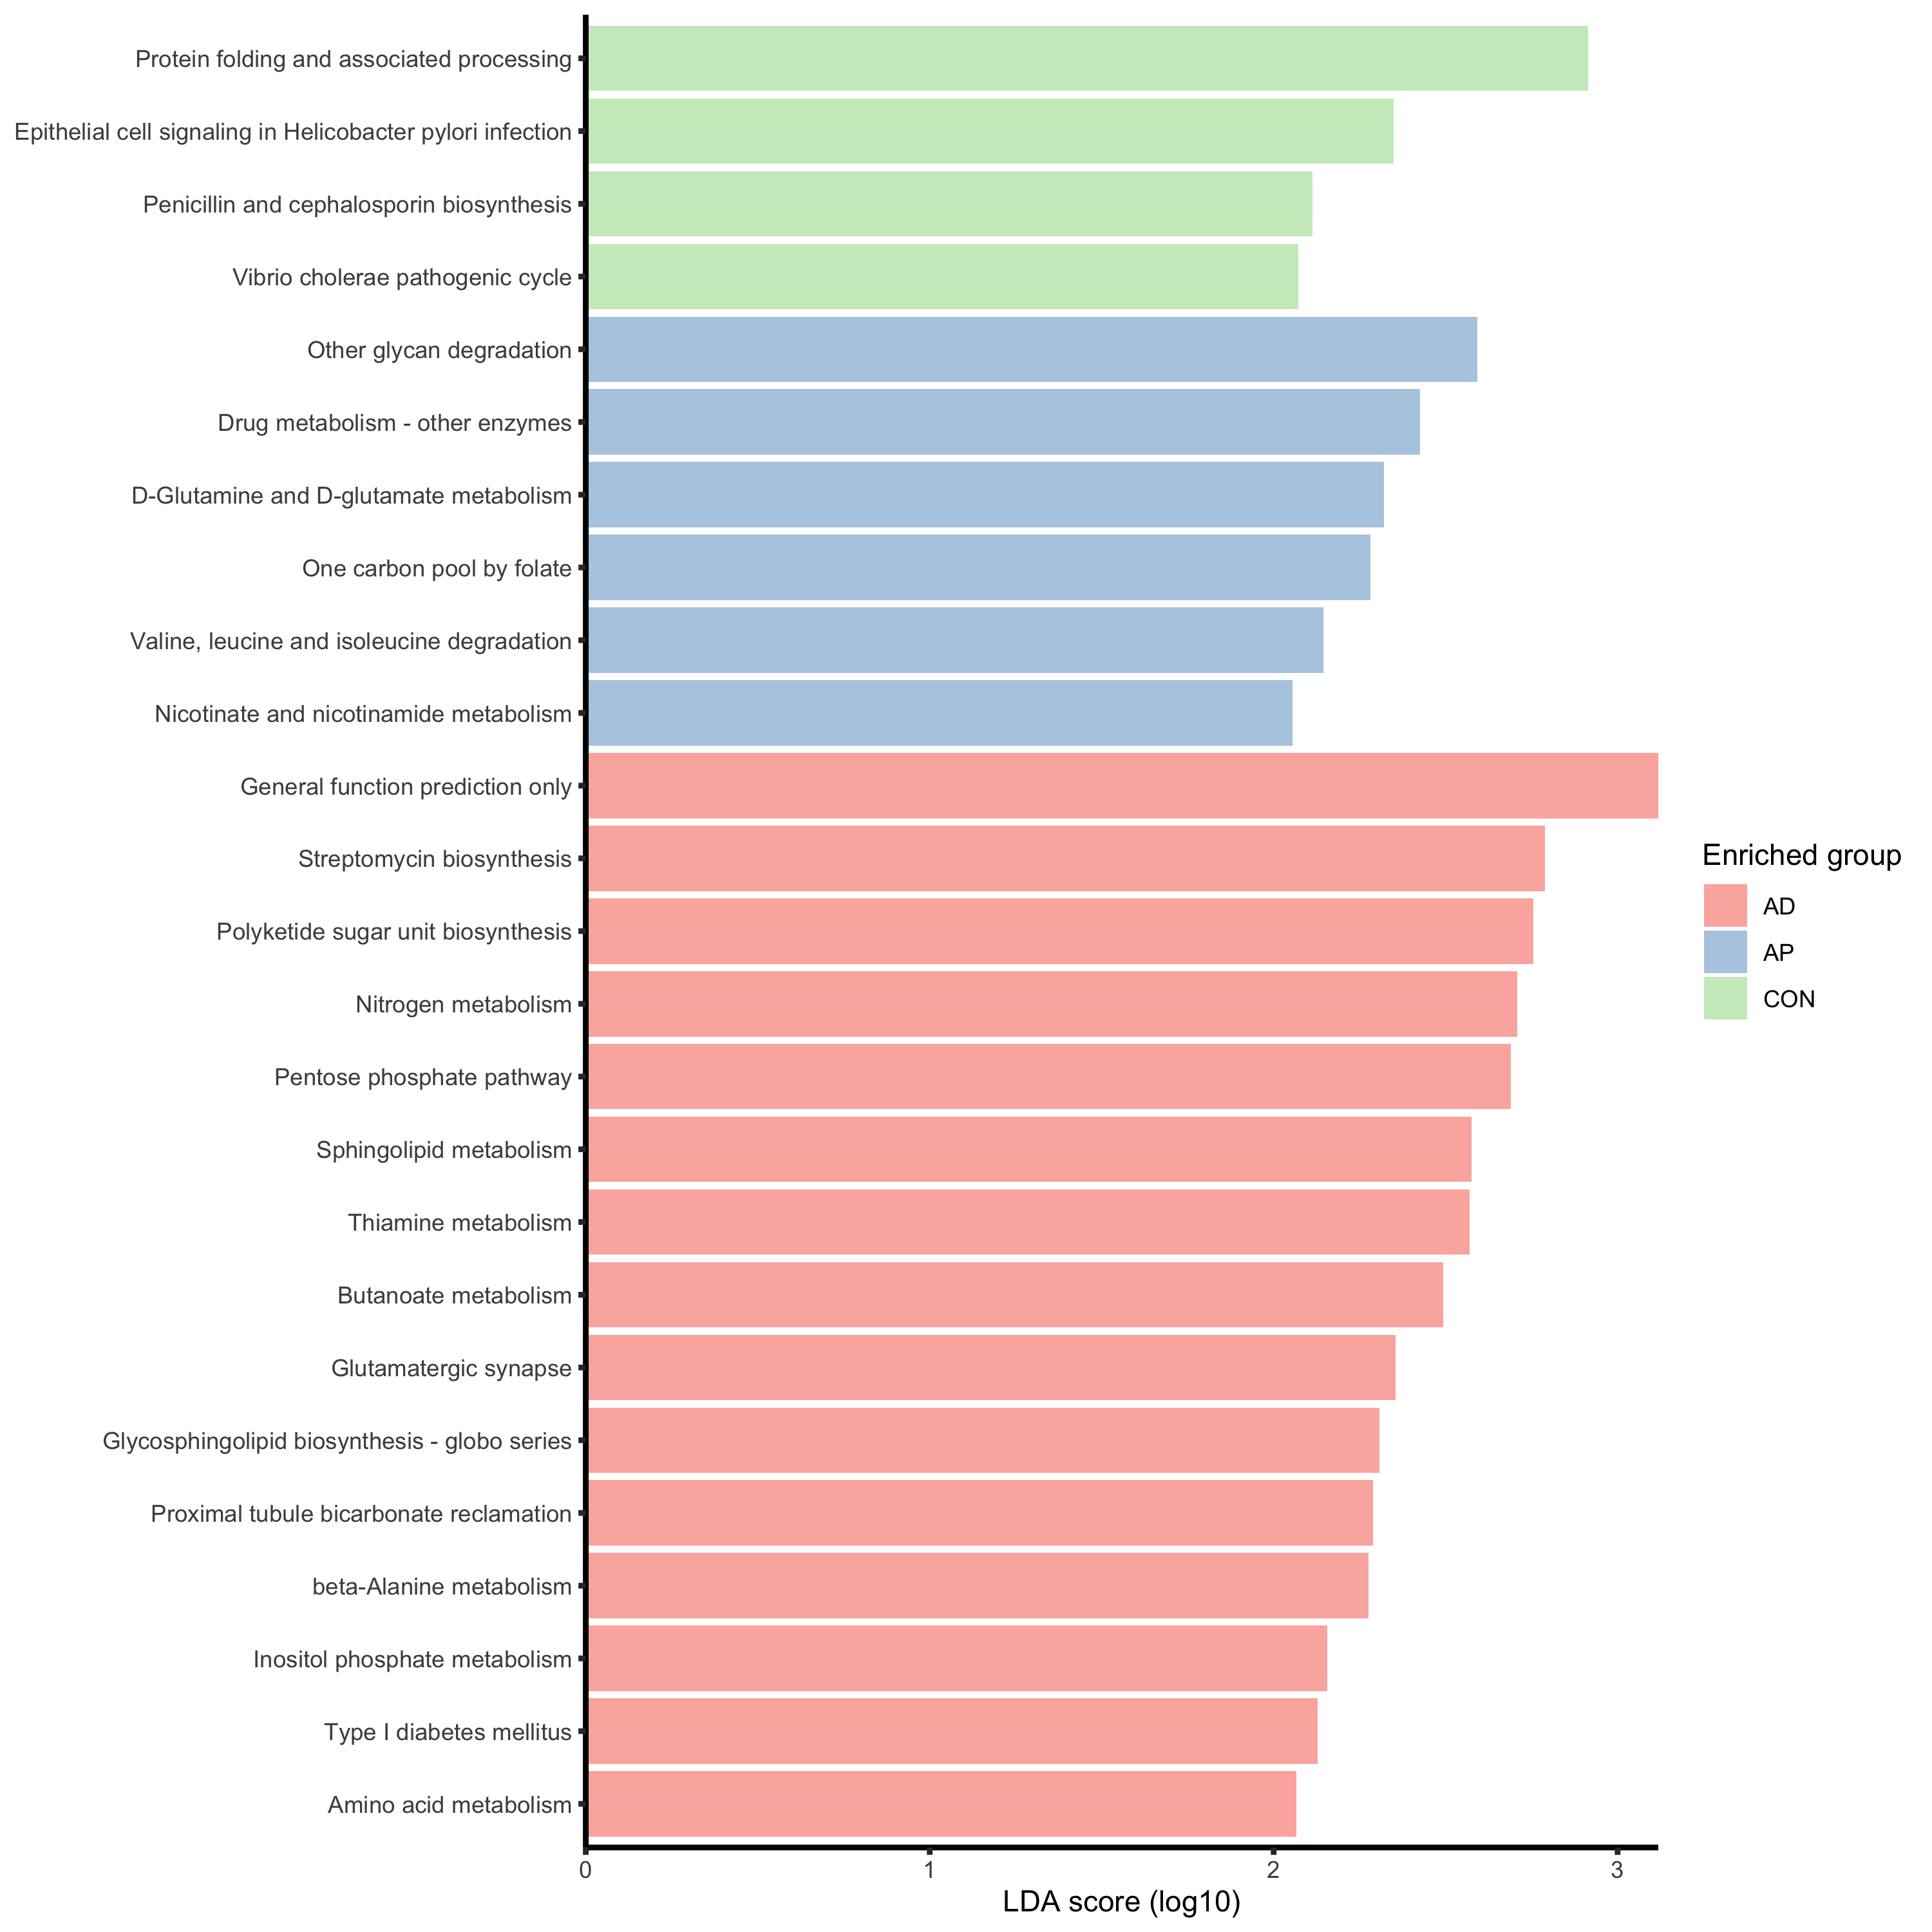 Protein folding and associated processing
Epithelial cell signaling in Helicobacter pylori infection
Penicillin and cephalosporin biosynthesis
Vibrio cholerae pathogenic cycle
Other glycan degradation
Drug metabolism - other enzymes
D-Glutamine and D-glutamate metabolism
One carbon pool by folate
Valine, leucine and isoleucine degradation
Nicotinate and nicotinamide metabolism
General function prediction only
Streptomycin biosynthesis
Polyketide sugar unit biosynthesis
Nitrogen metabolism
Pentose phosphate pathway
Sphingolipid metabolism
Thiamine metabolism
Butanoate metabolism
Glutamatergic synapse
Glycosphingolipid biosynthesis - globo series
Proximal tubule bicarbonate reclamation
beta-Alanine metabolism
Inositol phosphate metabolism
Type I diabetes mellitus
Amino acid metabolism
0 1 2 3
LDA score (log10)
Enriched group
AD
AP
CON